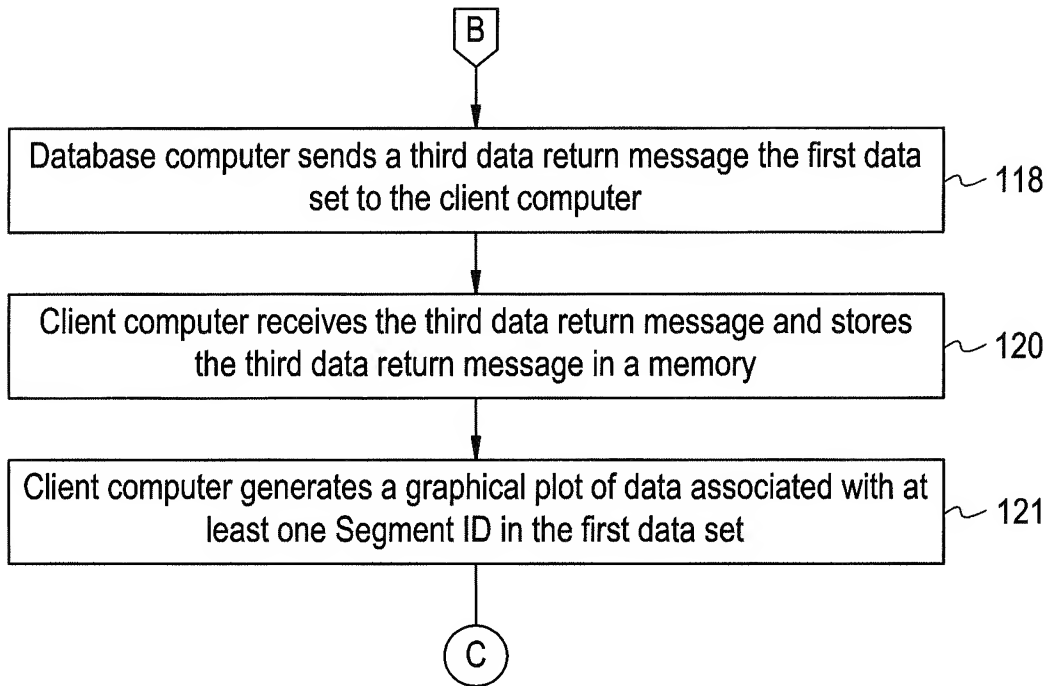 B
Database computer sends a third data return message the first data
set to the client computer
118
Client computer receives the third data return message and stores
the third data return message in a memory
120
Client computer generates a graphical plot of data associated with at
least one Segment ID in the first data set
121
C